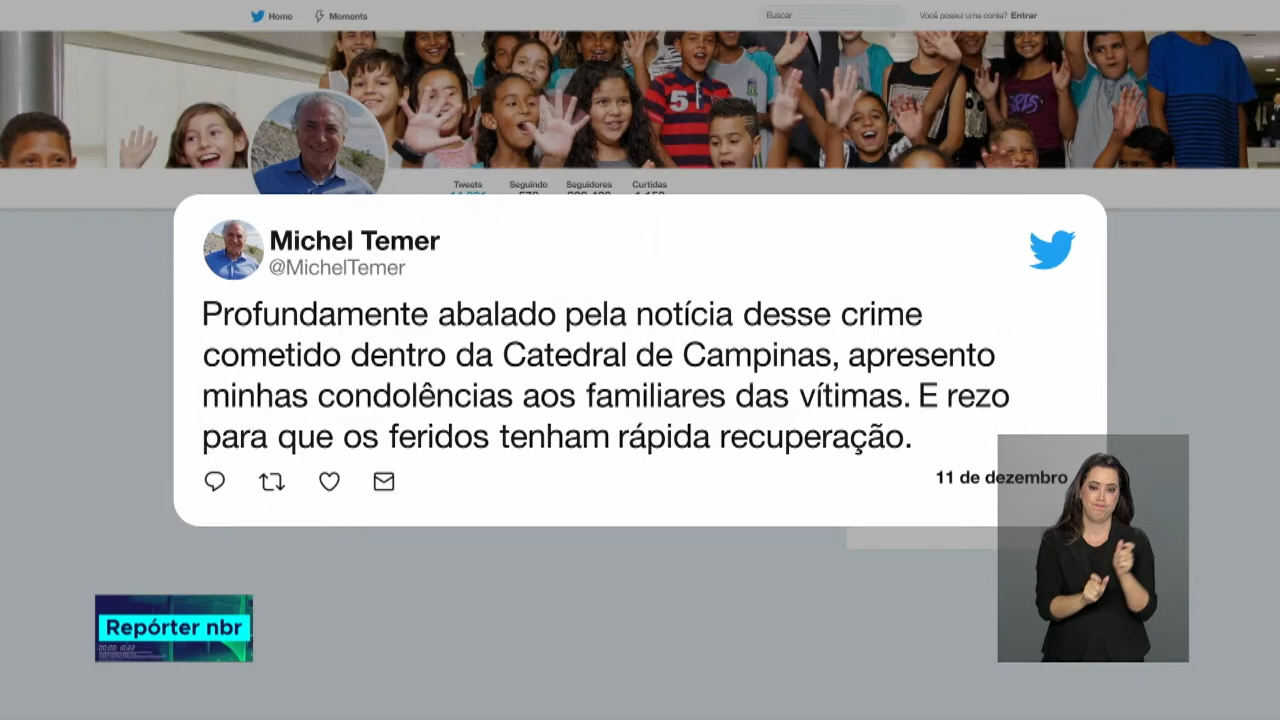 Home
Moments
Buscar
Você possui uma conta? Entrar
Tweets
Seguindo
Seguidores
Curtidas
Michel Temer
@MichelTemer
Profundamente abalado pela notícia desse crime
cometido dentro da Catedral de Campinas, apresento
minhas condolências aos familiares das vítimas. E rezo
para que os feridos tenham rápida recuperação.
11 de dezembro
Repórter nbr